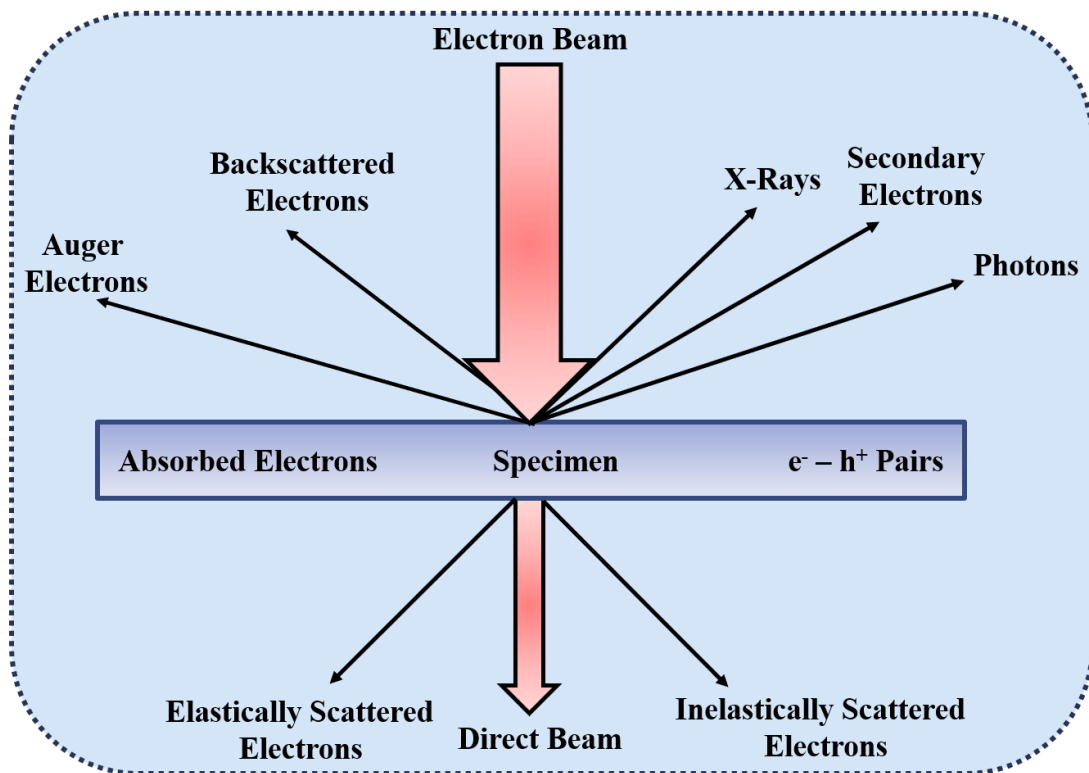 Electron Beam
Backscattered
Electrons
X-Rays
Secondary
Electrons
Auger
Electrons
Photons
Absorbed Electrons
Specimen
e⁻ – h⁺ Pairs
Elastically Scattered
Electrons
Direct Beam
Inelastically Scattered
Electrons